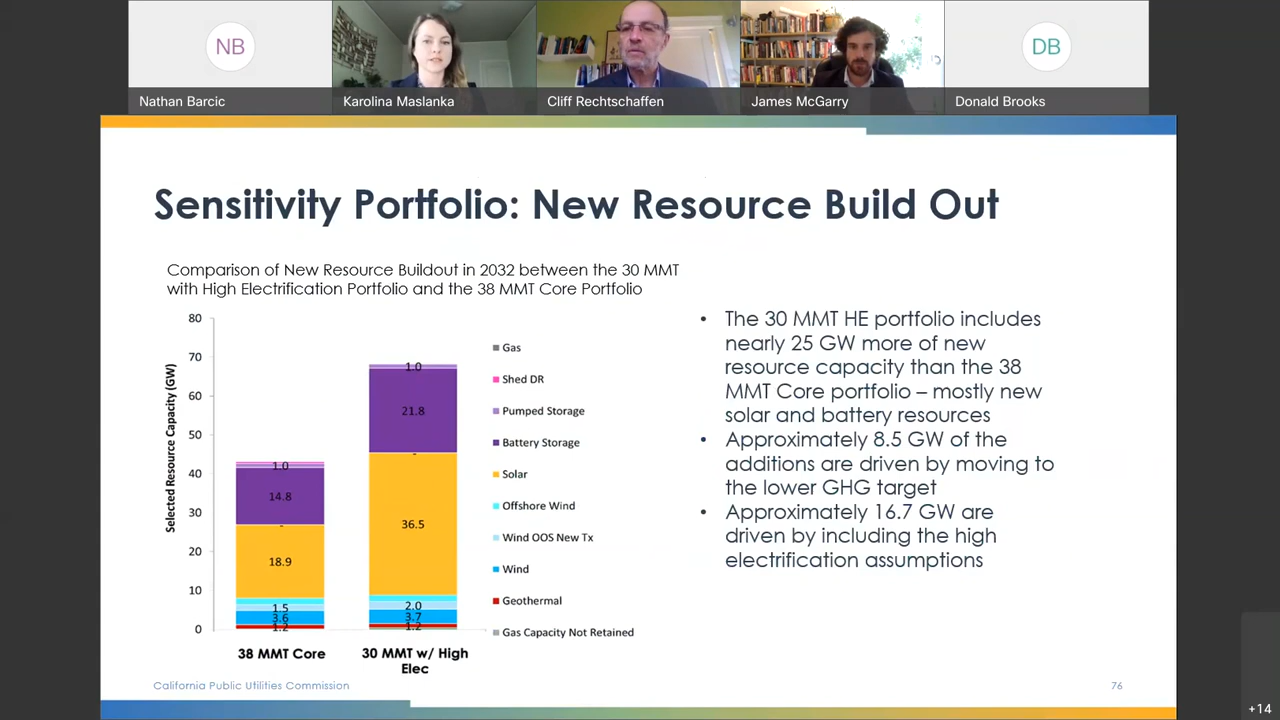 NB
DB
Nathan Barcic
Karolina Maslanka
Cliff Rechtschaffen
James McGarry
Donald Brooks
Sensitivity Portfolio: New Resource Build Out
Comparison of New Resource Buildout in 2032 between the 30 MMT
with High Electrification Portfolio and the 38 MMT Core Portfolio
Selected Resource Capacity (GW)
80
70
60
50
40
30
20
10
0
1.0
14.8
-
18.9
1.5
3.6
1.2
38 MMT Core
1.0
21.8
-
36.5
2.0
3.7
1.2
30 MMT w/ High
Elec
Gas
Shed DR
Pumped Storage
Battery Storage
Solar
Offshore Wind
Wind OOS New Tx
Wind
Geothermal
Gas Capacity Not Retained
• The 30 MMT HE portfolio includes
nearly 25 GW more of new
resource capacity than the 38
MMT Core portfolio – mostly new
solar and battery resources
• Approximately 8.5 GW of the
additions are driven by moving to
the lower GHG target
• Approximately 16.7 GW are
driven by including the high
electrification assumptions
California Public Utilities Commission
76
+14